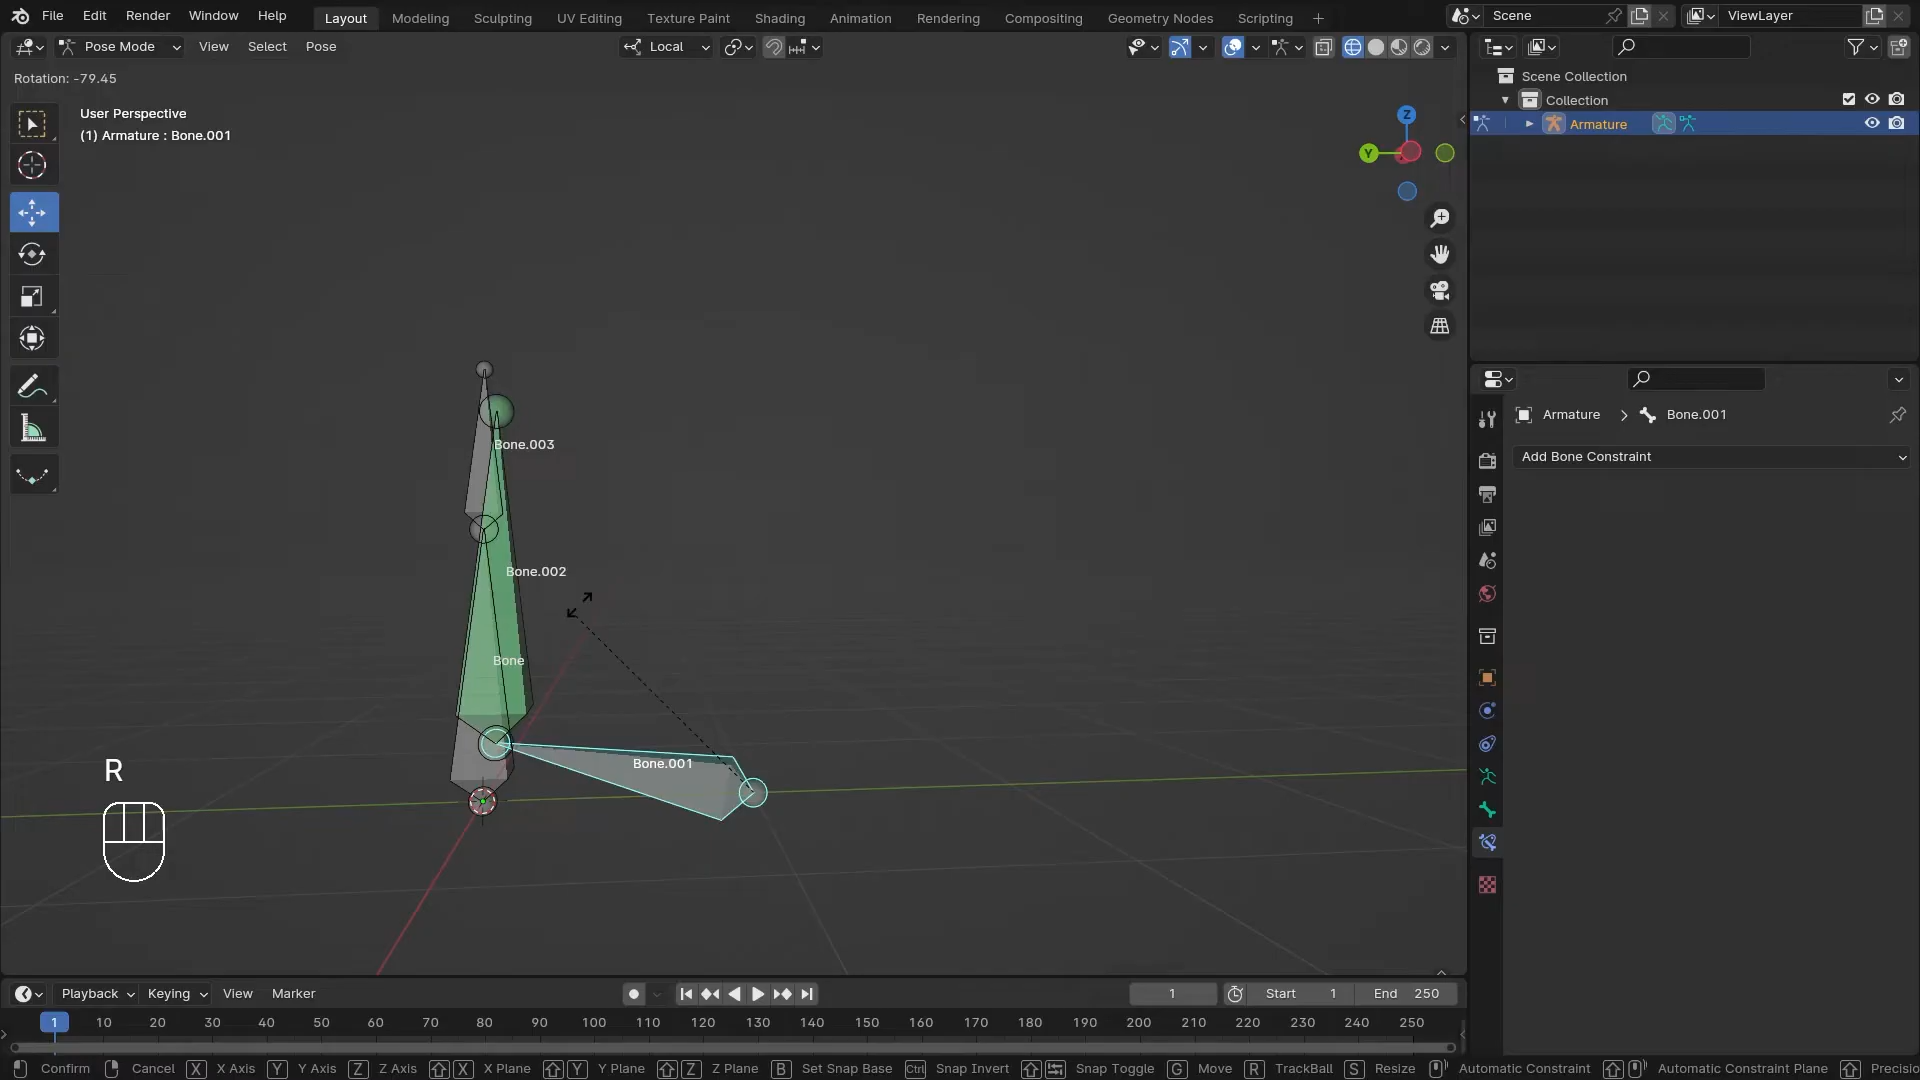 File Edit Render Window Help Layout Modeling Sculpting UV Editing Texture Paint Shading Animation Rendering Compositing Geometry Nodes Scripting + Scene ViewLayer
Pose Mode View Select Pose Local
Rotation: -79.45
User Perspective
(1) Armature : Bone.001
Z
Y
Scene Collection
Collection
Armature
Armature > Bone.001
Add Bone Constraint
Bone.003
Bone.002
Bone
Bone.001
R
Playback Keying View Marker 1 Start 1 End 250
1 10 20 30 40 50 60 70 80 90 100 110 120 130 140 150 160 170 180 190 200 210 220 230 240 250
Confirm Cancel X X Axis Y Y Axis Z Z Axis X X Plane Y Y Plane Z Z Plane B Set Snap Base Ctrl Snap Invert Snap Toggle G Move R TrackBall S Resize Automatic Constraint Automatic Constraint Plane Precisio